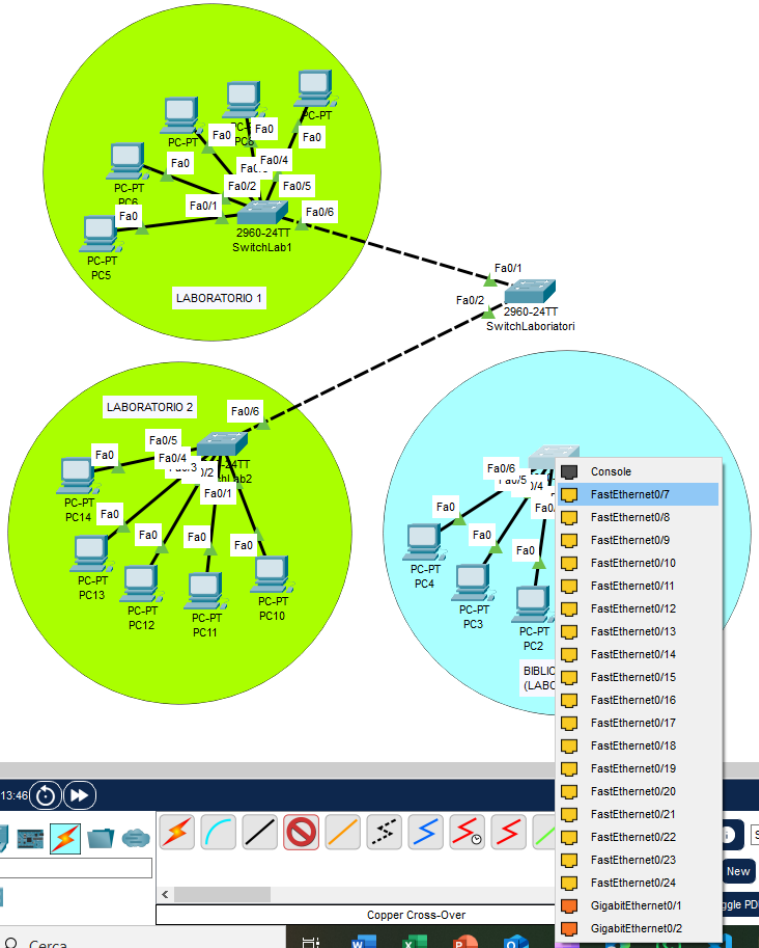 PC-PT
PC-PT
Fa0
Fa0
Fa0
PC8
Fa0
Fa0/4
PC-PT
PC6
Fa0/2
Fa0/5
Fa0
Fa0/1
Fa0/6
2960-24TT
SwitchLab1
PC-PT
PC5
LABORATORIO 1
Fa0/1
Fa0/2
2960-24TT
SwitchLaboriatori
LABORATORIO 2
Fa0/6
Fa0/5
Fa0
Fa0/4
Fa0/1
PC-PT
PC14
Fa0
Fa0
Fa0
Fa0
PC-PT
PC13
PC-PT
PC12
PC-PT
PC11
PC-PT
PC10
Fa0/6
Fa0
Fa0
Fa0
PC-PT
PC4
PC-PT
PC3
PC-PT
PC2
BIBLIC
(LABC
Console
FastEthernet0/7
FastEthernet0/8
FastEthernet0/9
FastEthernet0/10
FastEthernet0/11
FastEthernet0/12
FastEthernet0/13
FastEthernet0/14
FastEthernet0/15
FastEthernet0/16
FastEthernet0/17
FastEthernet0/18
FastEthernet0/19
FastEthernet0/20
FastEthernet0/21
FastEthernet0/22
FastEthernet0/23
FastEthernet0/24
GigabitEthernet0/1
GigabitEthernet0/2
13:46
New
ggle PD
Copper Cross-Over
Cerca